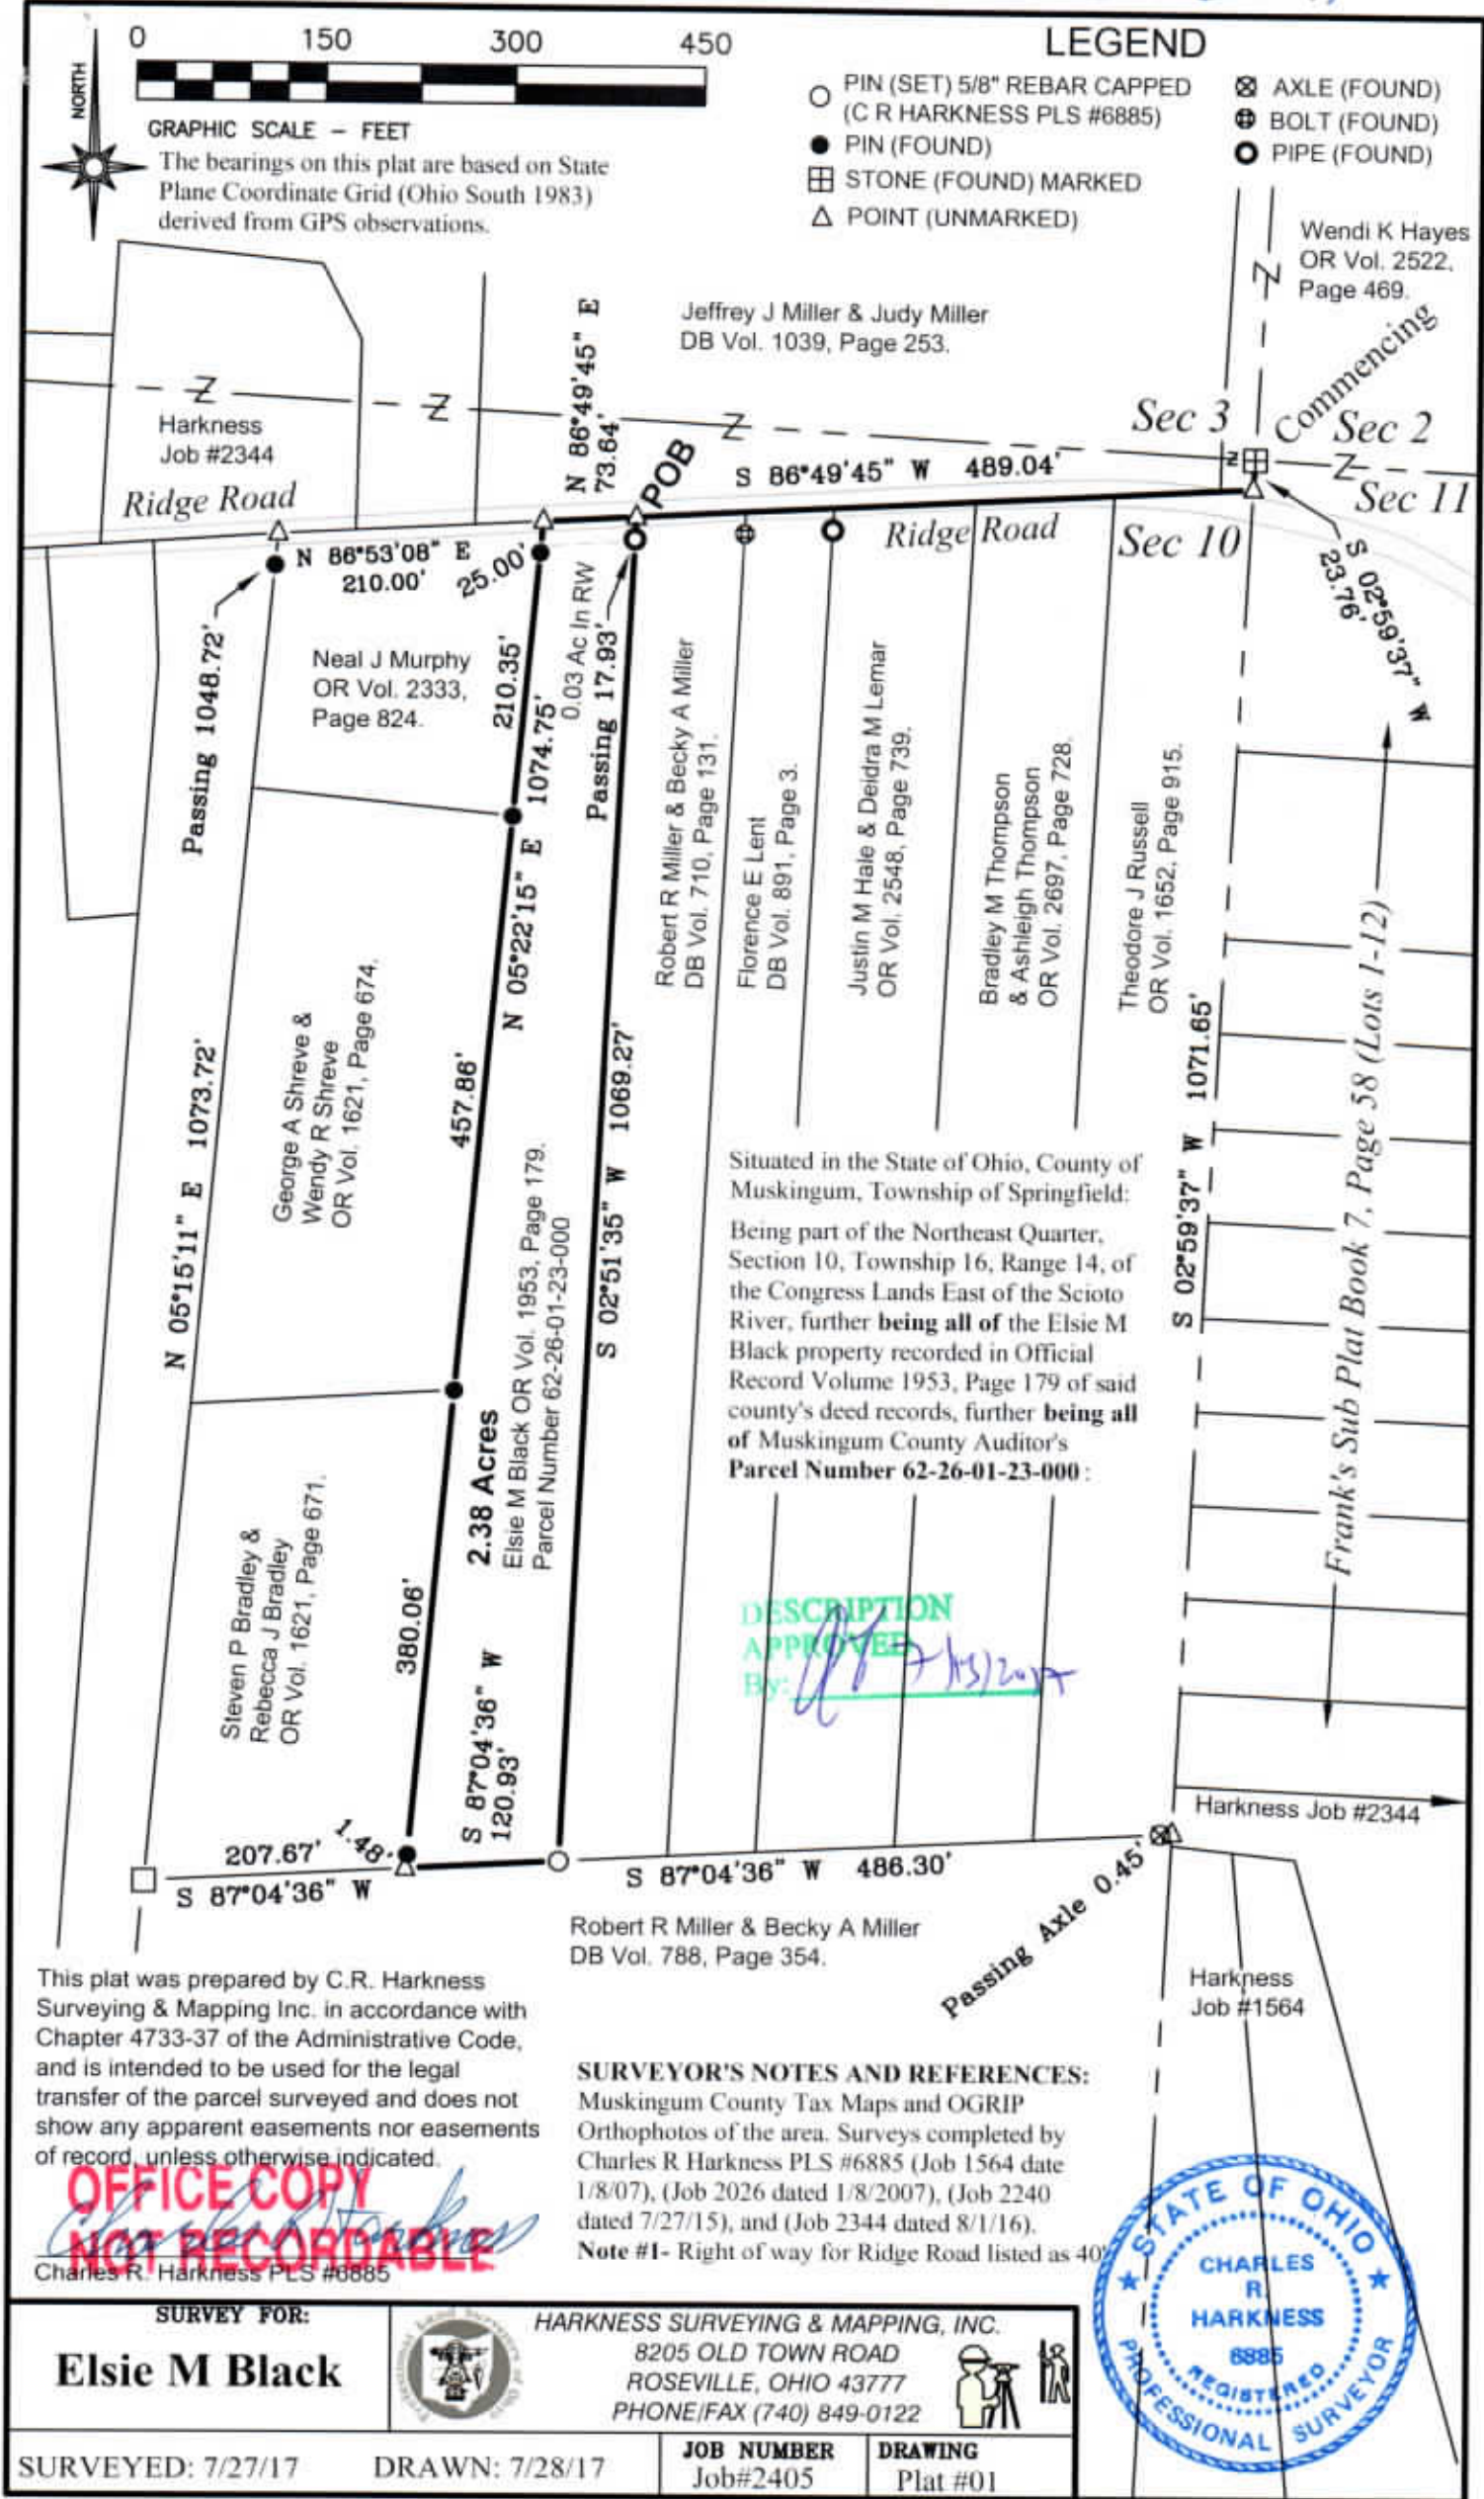 0 150 300 450
GRAPHIC SCALE - FEET
NORTH
The bearings on this plat are based on State
Plane Coordinate Grid (Ohio South 1983)
derived from GPS observations.
LEGEND
PIN (SET) 5/8" REBAR CAPPED
(C R HARKNESS PLS #6885)
PIN (FOUND)
STONE (FOUND) MARKED
POINT (UNMARKED)
AXLE (FOUND)
BOLT (FOUND)
PIPE (FOUND)
Wendi K Hayes
OR Vol. 2522,
Page 469.
Jeffrey J Miller & Judy Miller
DB Vol. 1039, Page 253.
Commencing
Sec 3
Sec 2
Sec 11
Sec 10
Harkness
Job #2344
Ridge Road
N 86°49'45" E
73.64'
POB
S 86°49'45" W 489.04'
Ridge Road
S 02°59'37" W
23.76'
N 86°53'08" E
210.00'
25.00'
Passing 1048.72'
Neal J Murphy
OR Vol. 2333,
Page 824.
210.35'
0.03 Ac In RW
Passing 17.93'
N 05°22'15" E 1074.75'
Robert R Miller & Becky A Miller
DB Vol. 710, Page 131.
Florence E Lent
DB Vol. 891, Page 3.
Justin M Hale & Deidra M Lemar
OR Vol. 2548, Page 739.
Bradley M Thompson
& Ashleigh Thompson
OR Vol. 2697, Page 728.
Theodore J Russell
OR Vol. 1652, Page 915.
S 02°59'37" W 1071.65'
Frank's Sub Plat Book 7, Page 58 (Lots 1-12)
N 05°15'11" E 1073.72'
George A Shreve &
Wendy R Shreve
OR Vol. 1621, Page 674.
457.86'
S 02°51'35" W 1069.27'
2.38 Acres
Elsie M Black OR Vol. 1953, Page 179.
Parcel Number 62-26-01-23-000
Situated in the State of Ohio, County of
Muskingum, Township of Springfield:
Being part of the Northeast Quarter,
Section 10, Township 16, Range 14, of
the Congress Lands East of the Scioto
River, further being all of the Elsie M
Black property recorded in Official
Record Volume 1953, Page 179 of said
county's deed records, further being all
of Muskingum County Auditor's
Parcel Number 62-26-01-23-000 :
Steven P Bradley &
Rebecca J Bradley
OR Vol. 1621, Page 671.
380.06'
S 87°04'36" W
120.93'
DESCRIPTION
APPROVED
By:
Harkness Job #2344
207.67'
1.48'
S 87°04'36" W
S 87°04'36" W 486.30'
Passing Axle 0.45'
Robert R Miller & Becky A Miller
DB Vol. 788, Page 354.
Harkness
Job #1564
This plat was prepared by C.R. Harkness
Surveying & Mapping Inc. in accordance with
Chapter 4733-37 of the Administrative Code,
and is intended to be used for the legal
transfer of the parcel surveyed and does not
show any apparent easements nor easements
of record, unless otherwise indicated.
OFFICE COPY
NOT RECORDABLE
Charles R Harkness
Charles R. Harkness PLS #6885
SURVEYOR'S NOTES AND REFERENCES:
Muskingum County Tax Maps and OGRIP
Orthophotos of the area. Surveys completed by
Charles R Harkness PLS #6885 (Job 1564 date
1/8/07), (Job 2026 dated 1/8/2007), (Job 2240
dated 7/27/15), and (Job 2344 dated 8/1/16).
Note #1- Right of way for Ridge Road listed as 40'
STATE OF OHIO
CHARLES
R
HARKNESS
6885
REGISTERED
PROFESSIONAL SURVEYOR
SURVEY FOR:
Elsie M Black
HARKNESS SURVEYING & MAPPING, INC.
8205 OLD TOWN ROAD
ROSEVILLE, OHIO 43777
PHONE/FAX (740) 849-0122
SURVEYED: 7/27/17 DRAWN: 7/28/17
JOB NUMBER
Job#2405
DRAWING
Plat #01